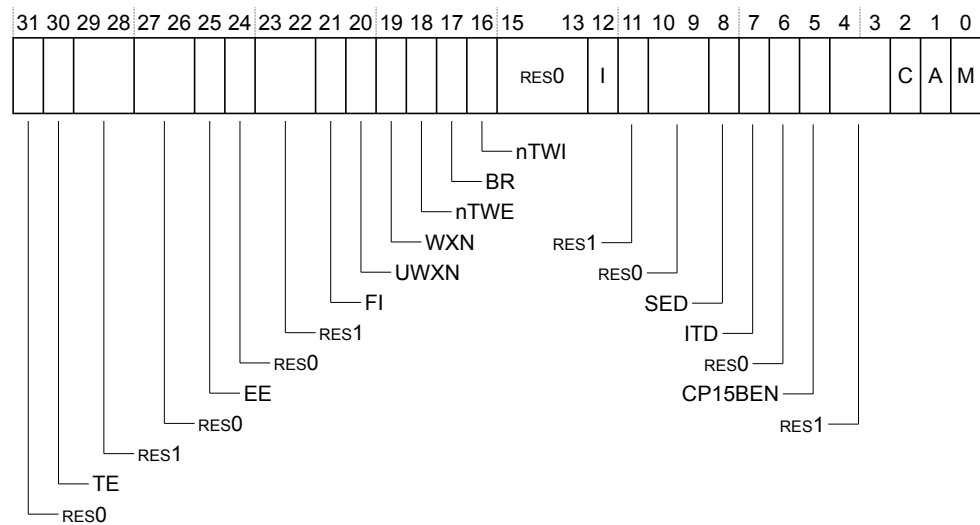 31 30 29 28 27 26 25 24 23 22 21 20 19 18 17 16 15 13 12 11 10 9 8 7 6 5 4 3 2 1 0
RES0 I C A M
nTWI
BR
nTWE
WXN RES1
UWXN RES0
FI SED
RES1 ITD
RES0 RES0
EE CP15BEN
RES0 RES1
RES1
TE
RES0